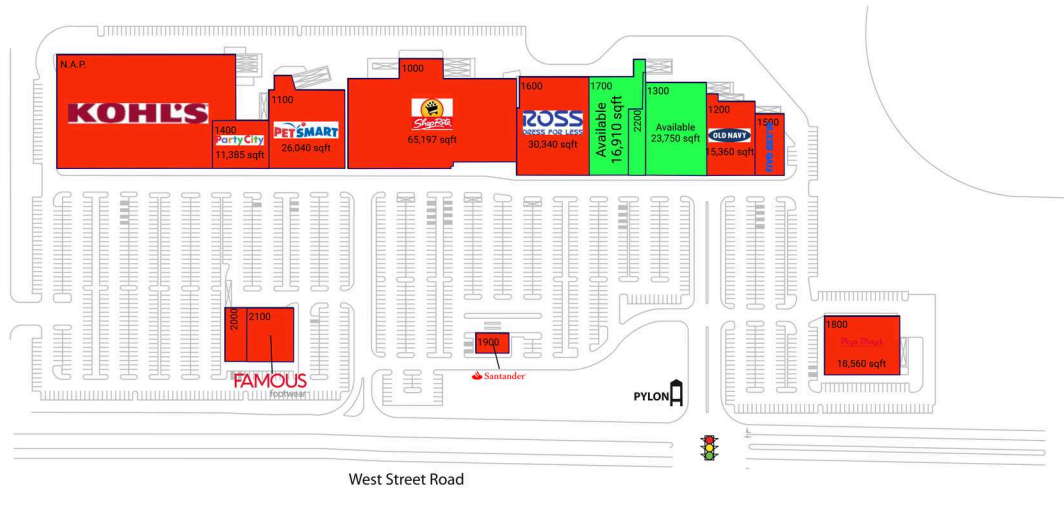 N.A.P.
KOHL'S
1400
Party City
11,385 sqft
1100
PETSMART
26,040 sqft
1000
ShopRite
65,197 sqft
1600
ROSS
DRESS FOR LESS
30,340 sqft
1700
Available
16,910 sqft
2200
1300
Available
23,750 sqft
1200
OLD NAVY
15,360 sqft
1500
2000
2100
FAMOUS
footwear
1900
Santander
1800
18,560 sqft
PYLON
West Street Road